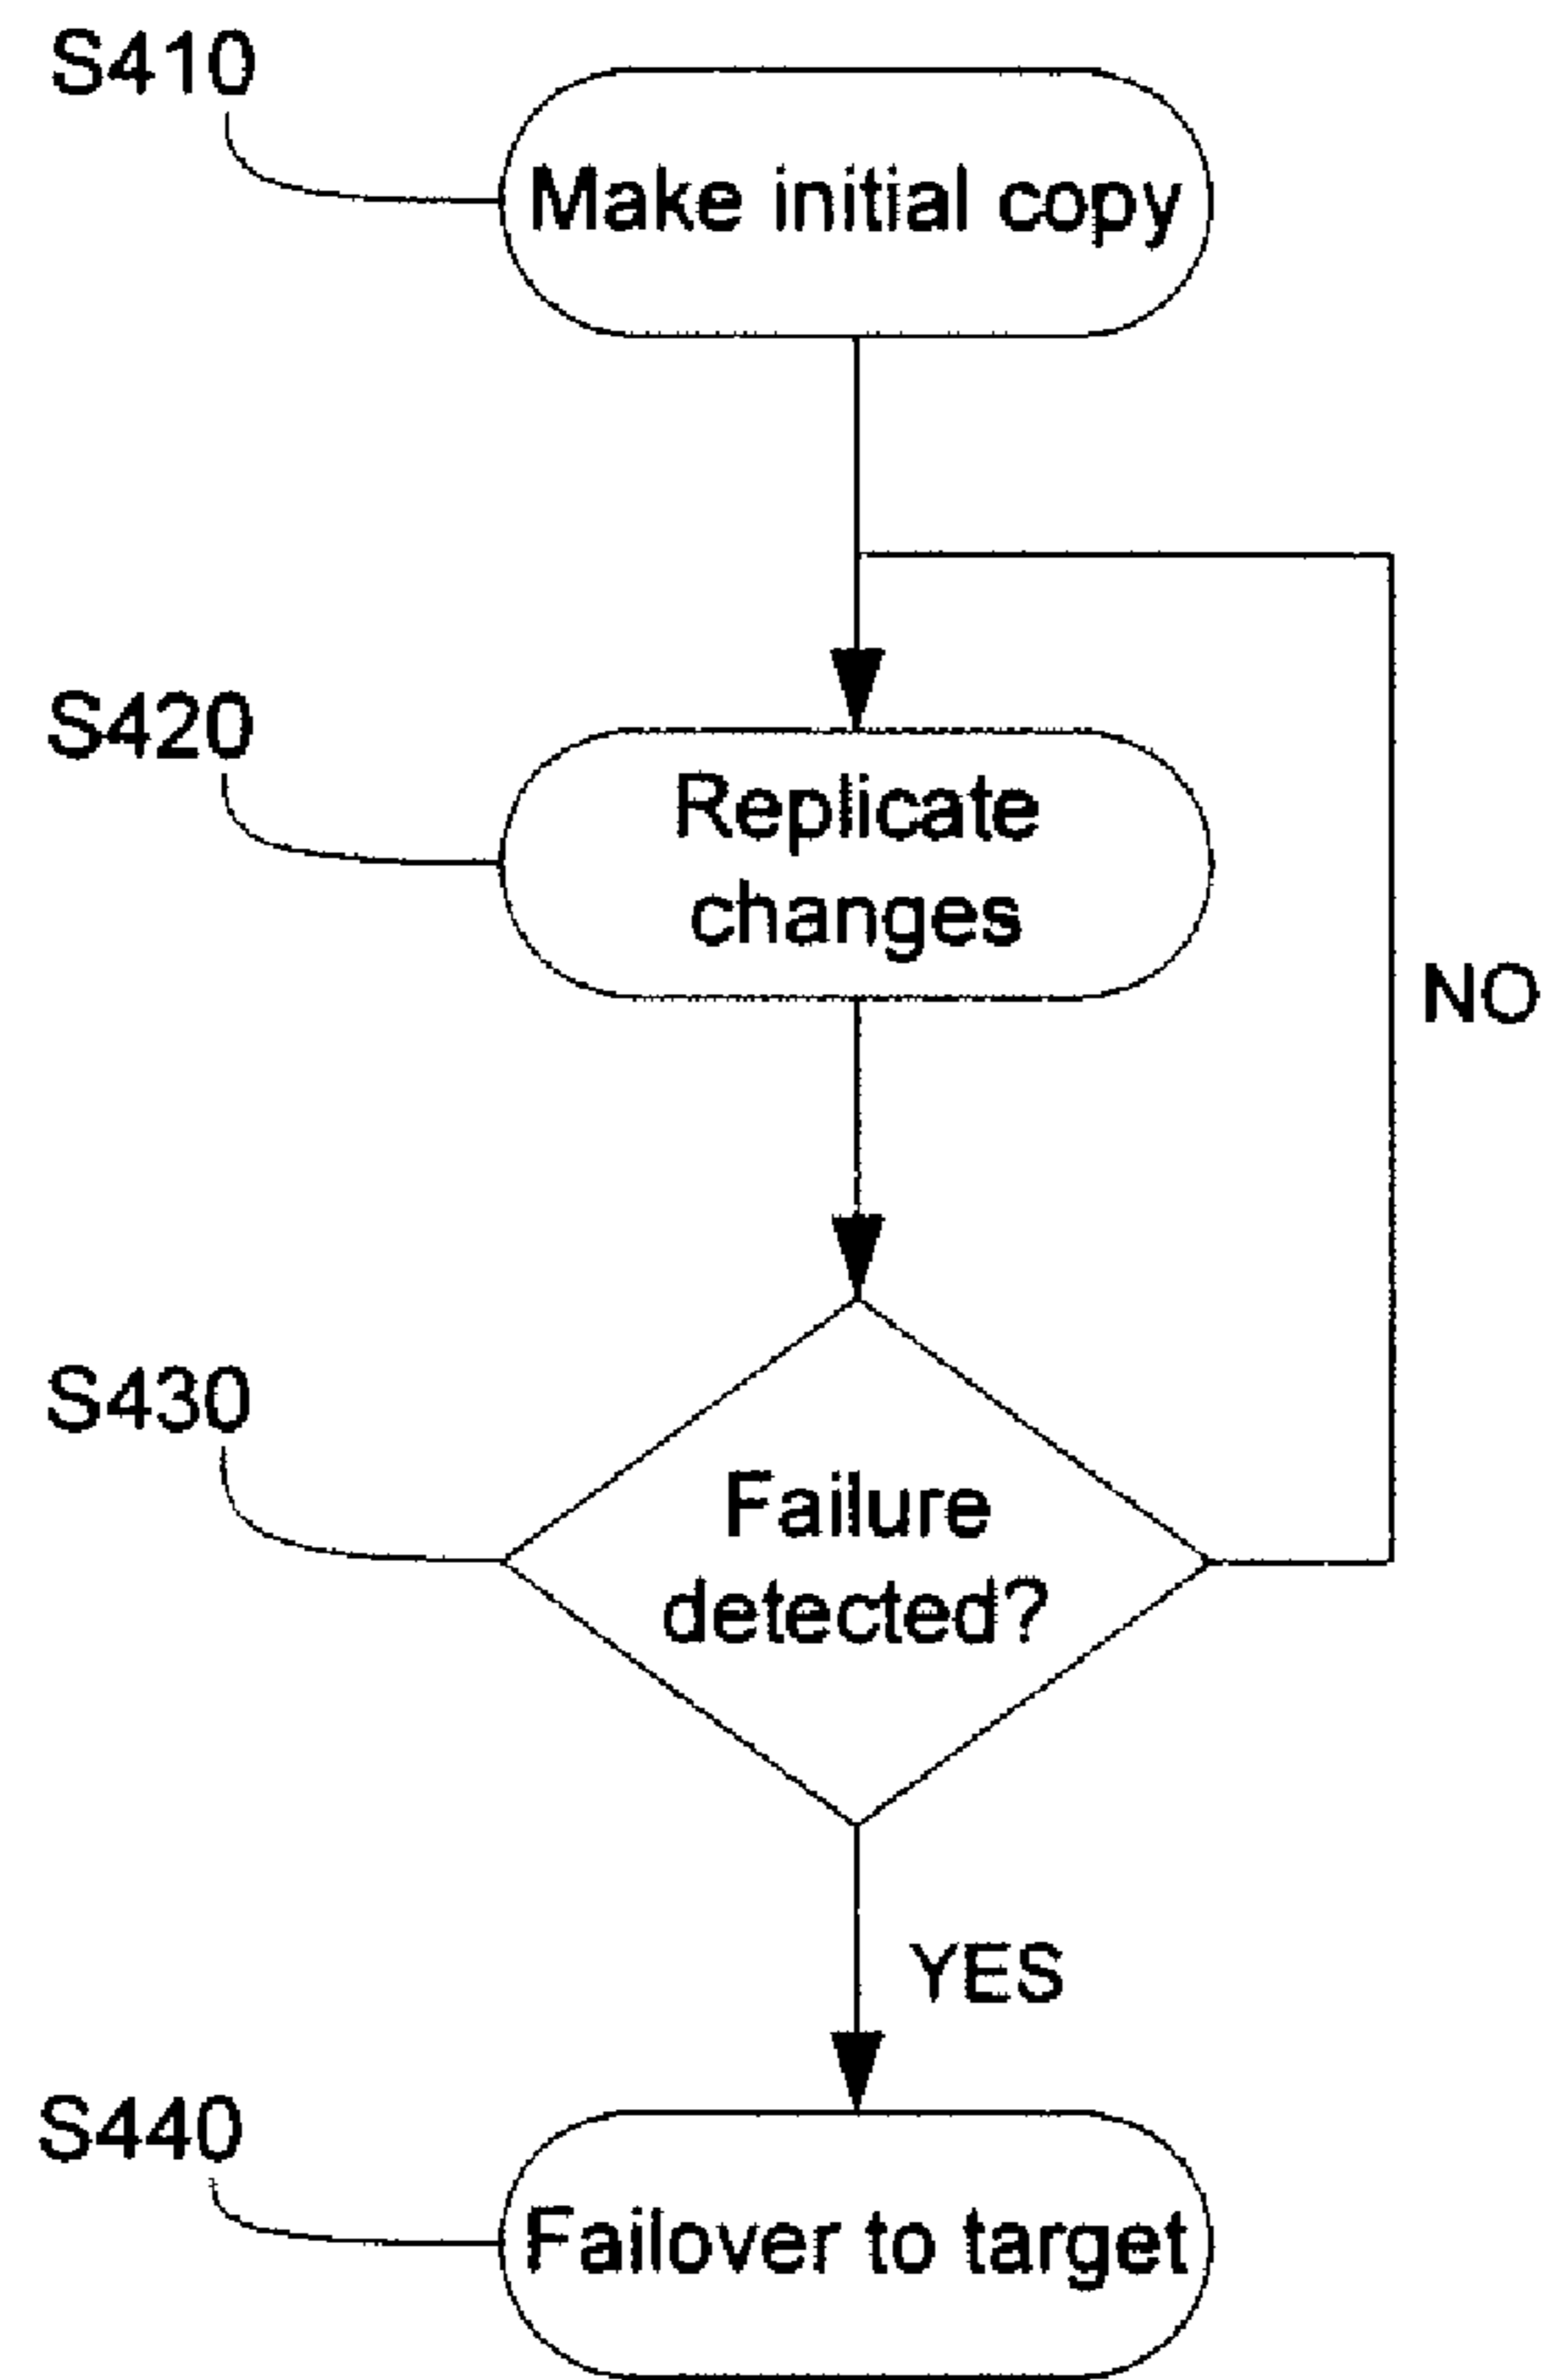 S410
Make initial copy
S420
Replicate
changes
NO
S430
Failure
detected?
YES
S440
Failover to target